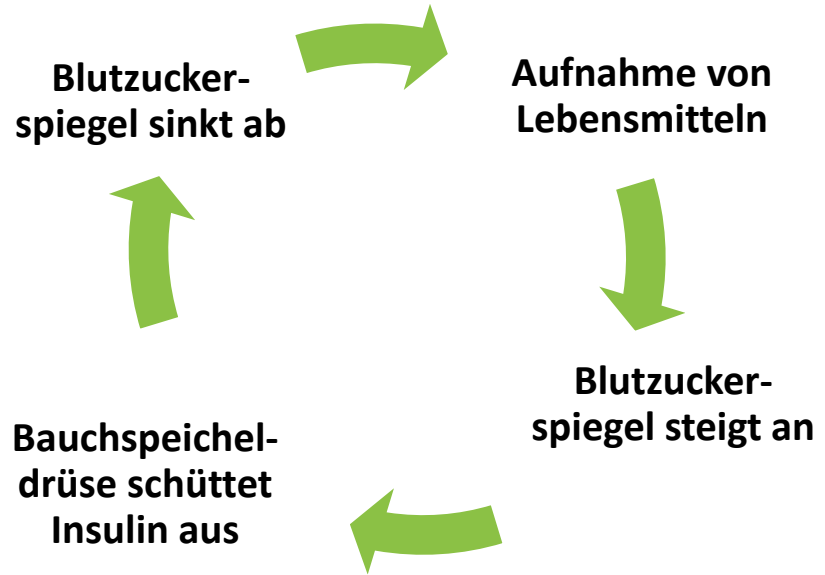 Blutzucker-
spiegel sinkt ab
Aufnahme von
Lebensmitteln
Blutzucker-
spiegel steigt an
Bauchspeichel-
drüse schüttet
Insulin aus